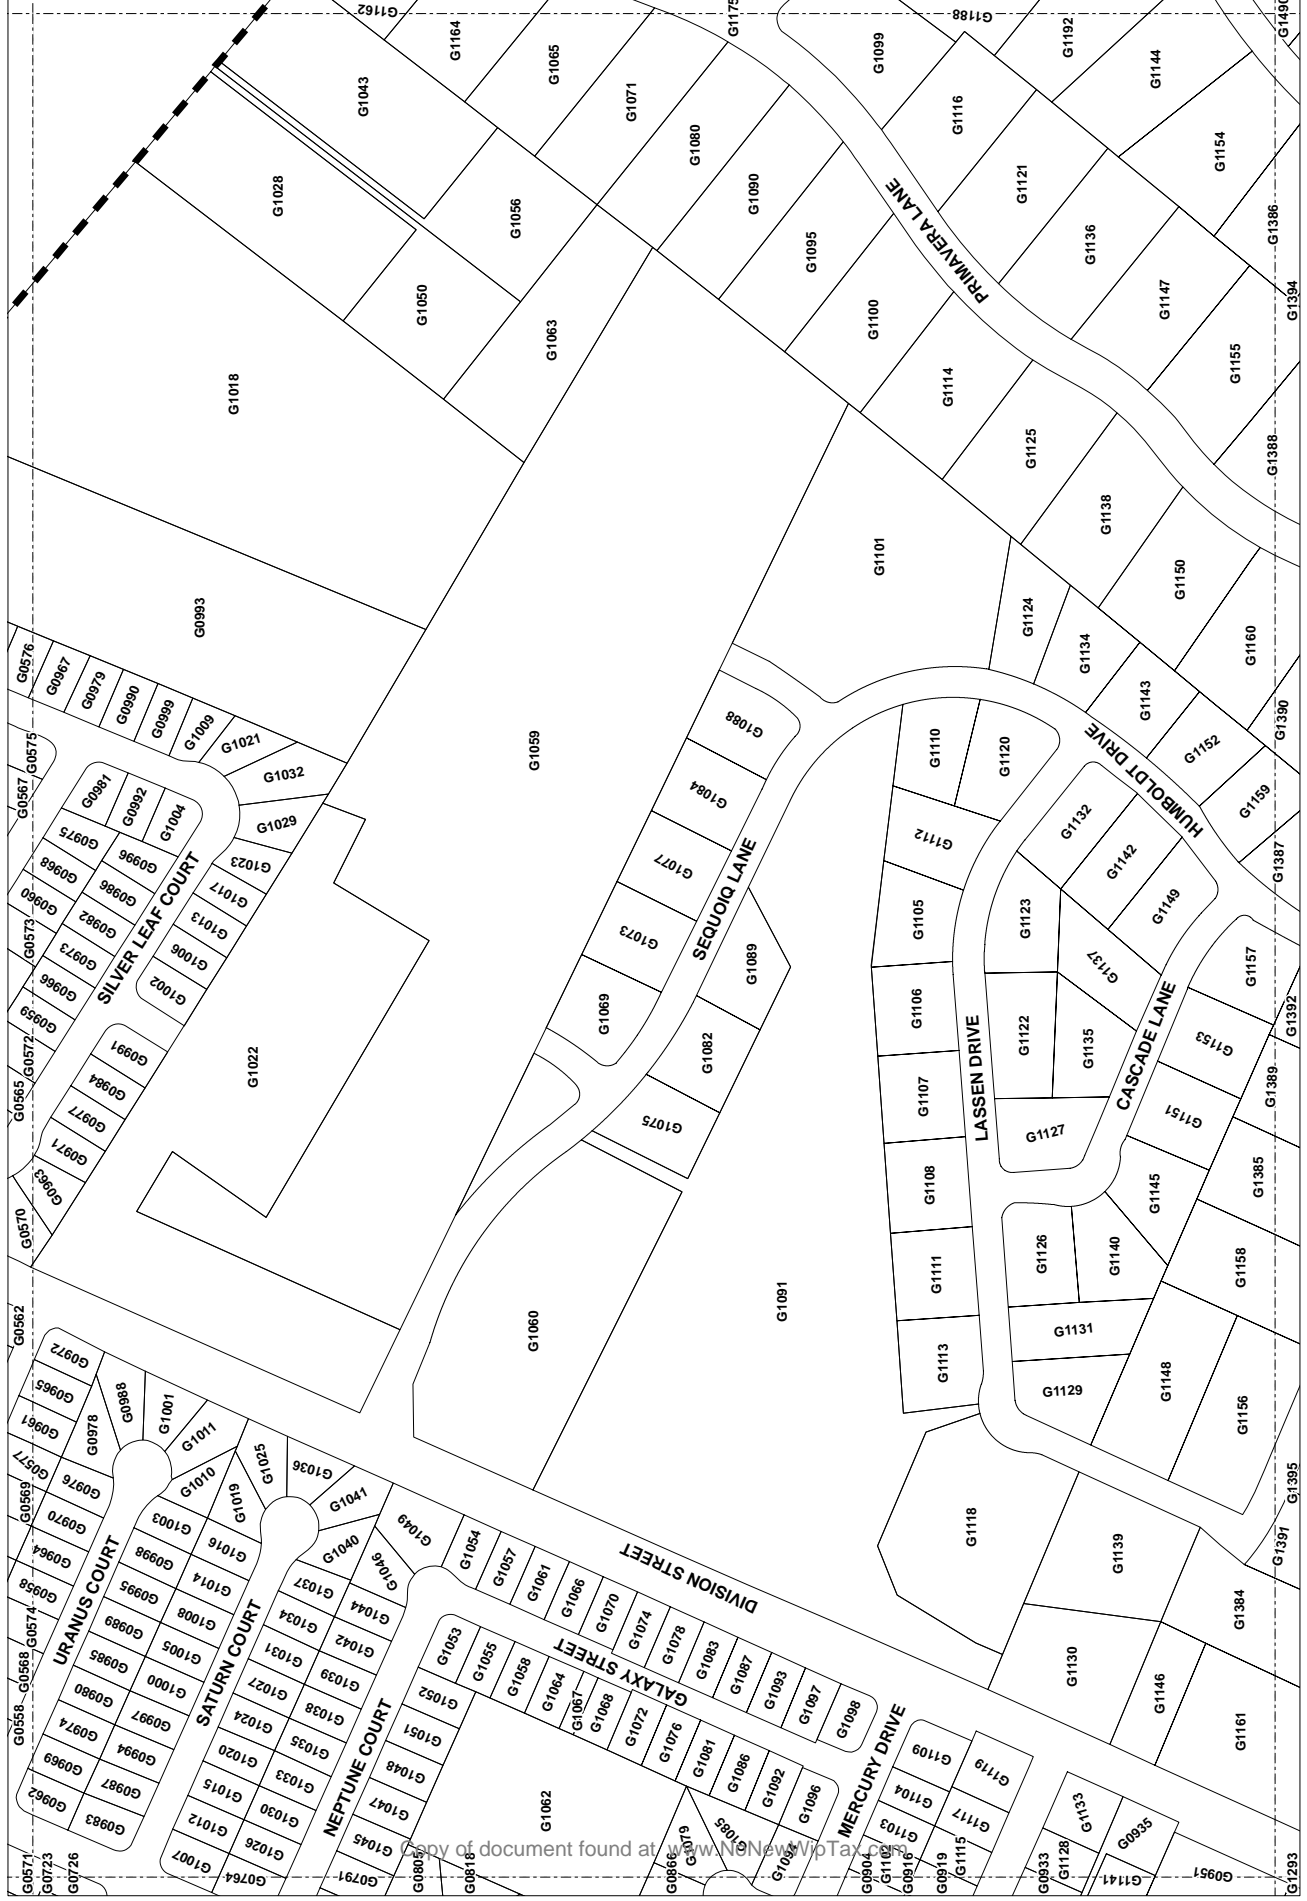 G1162
G1164
G1175
G1188
G1192
G1490
G1043
G1065
G1099
G1144
G1071
G1116
G1080
G1154
G1028
G1056
G1090
G1121
G1386
G1095
G1136
PRIMAVERA LANE
G1050
G1063
G1100
G1147
G1394
G1018
G1114
G1155
G1125
G1388
G1138
G1101
G1150
G0993
G1124
G1160
G0576
G0967
G0979
G0990
G0999
G1009
G1021
G1032
G1134
G1143
G1390
G1059
G1088
G1110
G1120
G1152
HUMBOLDT DRIVE
G0575
G0567
G0981
G0992
G1004
G1029
G1084
G1112
G1132
G1159
G0975
G0996
G1023
G1077
G1142
G1387
G0968
G0986
G1017
SEQUOIQ LANE
G1105
G1123
G1149
G0960
G0982
G1013
SILVER LEAF COURT
G1073
G0573
G0973
G1006
G1089
G1137
G1157
G0966
G1002
G1069
G1106
G0959
G0572
G0991
G1082
G1122
G1135
G1153
G1392
G0565
G0984
G1022
G1107
LASSEN DRIVE
CASCADE LANE
G1389
G0977
G1075
G1127
G1151
G0971
G0963
G1108
G1145
G1385
G0570
G1126
G1140
G1158
G0562
G1060
G1091
G1111
G1131
G0972
G0965
G0961
G0978
G0988
G1001
G1011
G1113
G1129
G1148
G1156
G0577
G0976
G1010
G1025
G1036
G1395
G0569
G0970
G1003
G1019
G1041
G1049
G0964
G0998
G1016
G1040
G1046
G1054
G1118
G1391
URANUS COURT
G0958
G0995
G1014
G1037
G1057
DIVISION STREET
G1139
G0574
G0989
G1008
G1034
G1044
G1061
G1384
G0568
G0985
G1005
G1031
G1042
G1066
G1070
G0558
G0980
G1000
SATURN COURT
G1027
G1039
G1053
G1055
G1058
G1074
G1078
G1083
G1130
G0974
G0997
G1024
G1038
G1052
G1064
GALAXY STREET
G1087
G1146
G0969
G0994
G1020
G1035
G1051
G1067
G1068
G1093
G1097
G1098
G1161
G0962
G0987
G1015
G1033
NEPTUNE COURT
G1048
G1072
G1076
G1081
MERCURY DRIVE
G1109
G0983
G1012
G1030
G1047
G1062
G1086
G1092
G1096
G1104
G1119
G1007
G1026
G1045
G1079
G1085
G1094
G1103
G1117
G1133
G0935
G0571
G0723
G0726
G0764
G0791
G0805
G0818
G0866
G0904
G1102
G0916
G0919
G1115
G0933
G1128
G1141
G0951
G1293
Copy of document found at www.NoNewWipTax.com